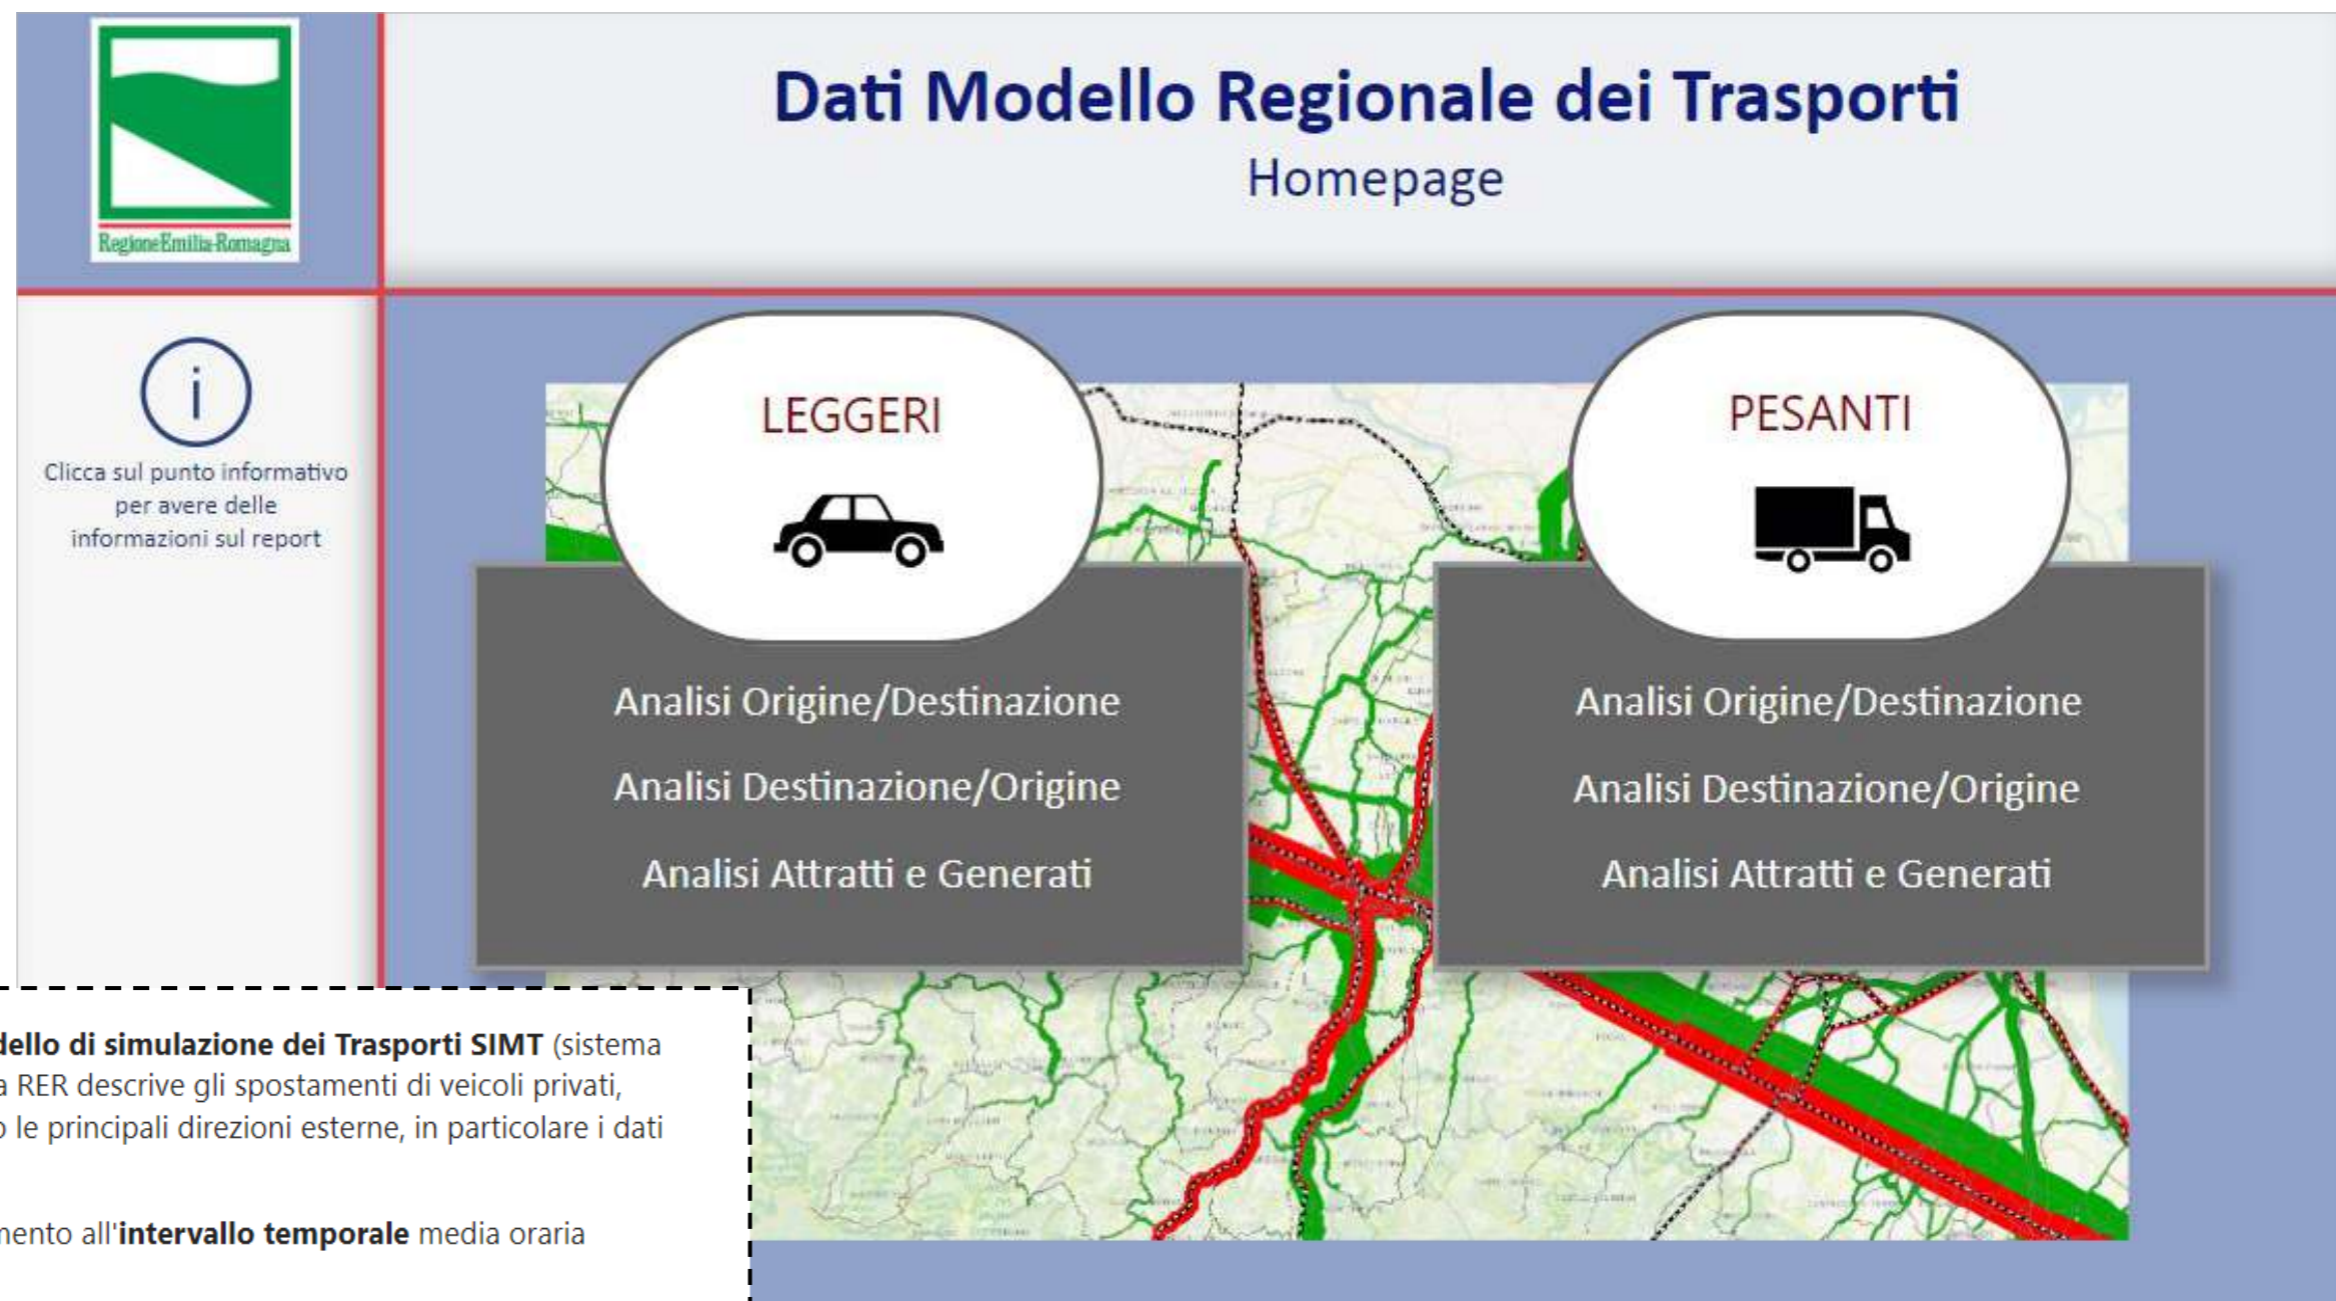 RegioneEmilia-Romagna
Dati Modello Regionale dei Trasporti
Homepage
i
Clicca sul punto informativo
per avere delle
informazioni sul report
LEGGERI
Analisi Origine/Destinazione
Analisi Destinazione/Origine
Analisi Attratti e Generati
PESANTI
Analisi Origine/Destinazione
Analisi Destinazione/Origine
Analisi Attratti e Generati
dello di simulazione dei Trasporti SIMT (sistema
a RER descrive gli spostamenti di veicoli privati,
o le principali direzioni esterne, in particolare i dati
mento all'intervallo temporale media oraria